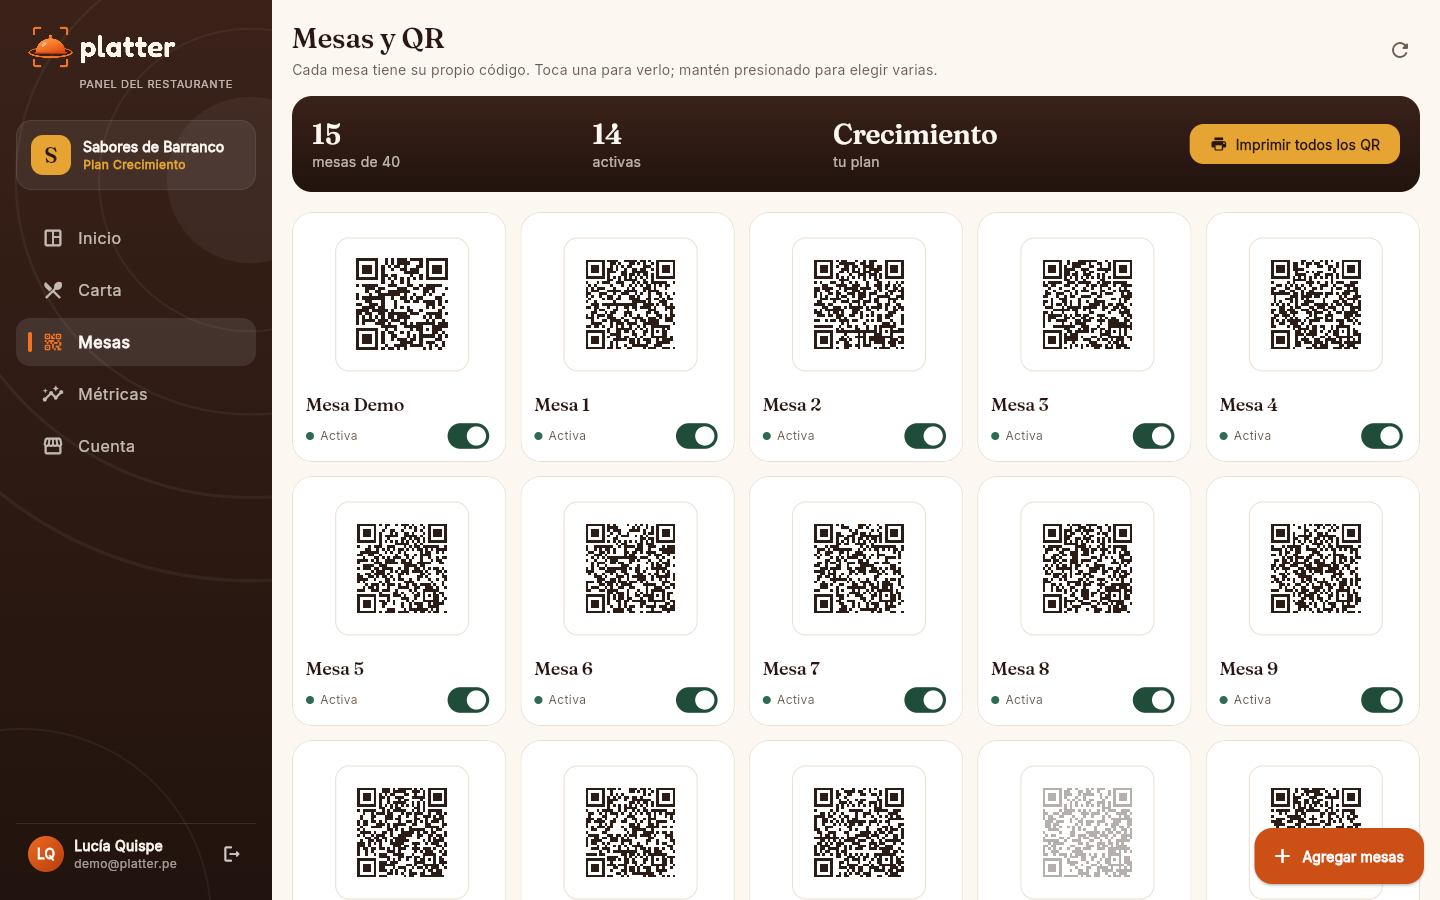 platter
PANEL DEL RESTAURANTE
S
Sabores de Barranco
Plan Crecimiento
Inicio
Carta
Mesas
Métricas
Cuenta
LQ
Lucía Quispe
demo@platter.pe
Mesas y QR
Cada mesa tiene su propio código. Toca una para verlo; mantén presionado para elegir varias.
15
mesas de 40
14
activas
Crecimiento
tu plan
Imprimir todos los QR
Mesa Demo
Activa
Mesa 1
Activa
Mesa 2
Activa
Mesa 3
Activa
Mesa 4
Activa
Mesa 5
Activa
Mesa 6
Activa
Mesa 7
Activa
Mesa 8
Activa
Mesa 9
Activa
Agregar mesas